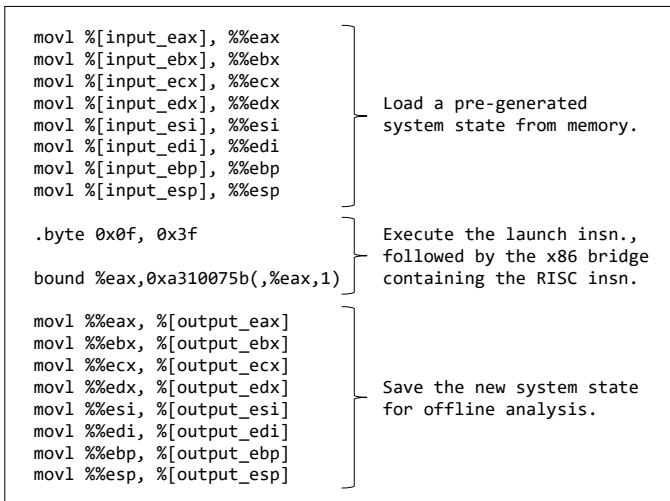 movl %[input_eax], %%eax
movl %[input_ebx], %%ebx
movl %[input_ecx], %%ecx
movl %[input_edx], %%edx
movl %[input_esi], %%esi
movl %[input_edi], %%edi
movl %[input_ebp], %%ebp
movl %[input_esp], %%esp
Load a pre-generated
system state from memory.
.byte 0x0f, 0x3f
bound %eax,0xa310075b(,%eax,1)
Execute the launch insn.,
followed by the x86 bridge
containing the RISC insn.
movl %%eax, %[output_eax]
movl %%ebx, %[output_ebx]
movl %%ecx, %[output_ecx]
movl %%edx, %[output_edx]
movl %%esi, %[output_esi]
movl %%edi, %[output_edi]
movl %%ebp, %[output_ebp]
movl %%esp, %[output_esp]
Save the new system state
for offline analysis.